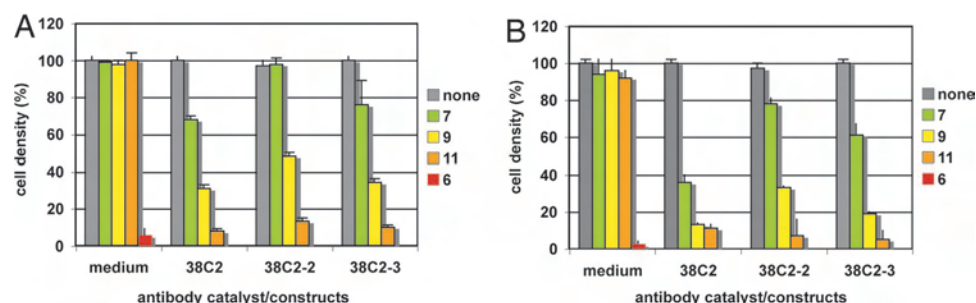 A
cell density (%)
120
100
80
60
40
20
0
medium 38C2 38C2-2 38C2-3
antibody catalyst/constructs
none
7
9
11
6
B
cell density (%)
120
100
80
60
40
20
0
medium 38C2 38C2-2 38C2-3
antibody catalyst/constructs
none
7
9
11
6